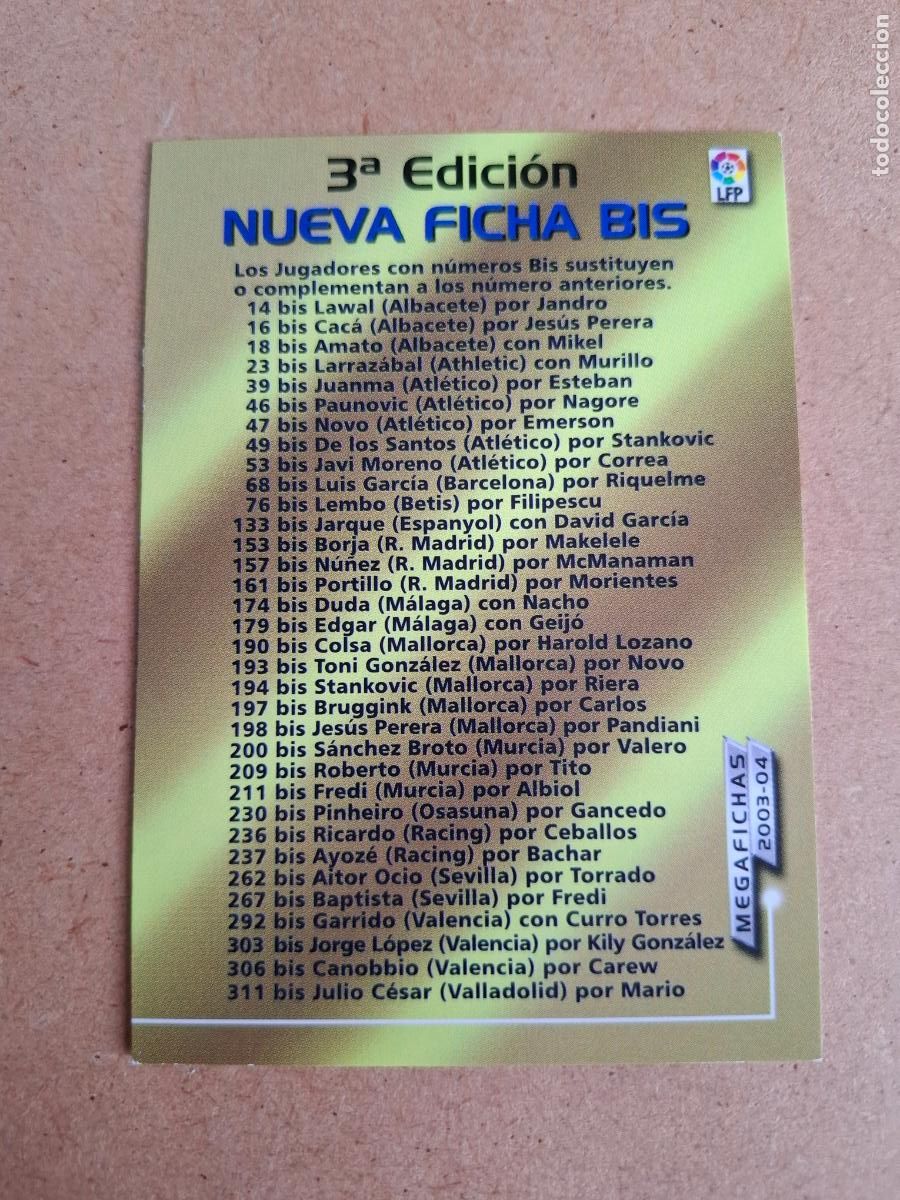 3ª Edición
LFP
NUEVA FICHA BIS
Los Jugadores con números Bis sustituyen
o complementan a los número anteriores.
14 bis Lawal (Albacete) por Jandro
16 bis Cacá (Albacete) por Jesús Perera
18 bis Amato (Albacete) con Mikel
23 bis Larrazábal (Athletic) con Murillo
39 bis Juanma (Atlético) por Esteban
46 bis Paunovic (Atlético) por Nagore
47 bis Novo (Atlético) por Emerson
49 bis De los Santos (Atlético) por Stankovic
53 bis Javi Moreno (Atlético) por Correa
68 bis Luis García (Barcelona) por Riquelme
76 bis Lembo (Betis) por Filipescu
133 bis Jarque (Espanyol) con David García
153 bis Borja (R. Madrid) por Makelele
157 bis Núñez (R. Madrid) por McManaman
161 bis Portillo (R. Madrid) por Morientes
174 bis Duda (Málaga) con Nacho
179 bis Edgar (Málaga) con Geijó
190 bis Colsa (Mallorca) por Harold Lozano
193 bis Toni González (Mallorca) por Novo
194 bis Stankovic (Mallorca) por Riera
197 bis Bruggink (Mallorca) por Carlos
198 bis Jesús Perera (Mallorca) por Pandiani
200 bis Sánchez Broto (Murcia) por Valero
209 bis Roberto (Murcia) por Tito
211 bis Fredi (Murcia) por Albiol
230 bis Pinheiro (Osasuna) por Gancedo
236 bis Ricardo (Racing) por Ceballos
237 bis Ayozé (Racing) por Bachar
262 bis Aitor Ocio (Sevilla) por Torrado
267 bis Baptista (Sevilla) por Fredi
292 bis Garrido (Valencia) con Curro Torres
303 bis Jorge López (Valencia) por Kily González
306 bis Canobbio (Valencia) por Carew
311 bis Julio César (Valladolid) por Mario
MEGAFICHAS
2003-04
todocoleccion